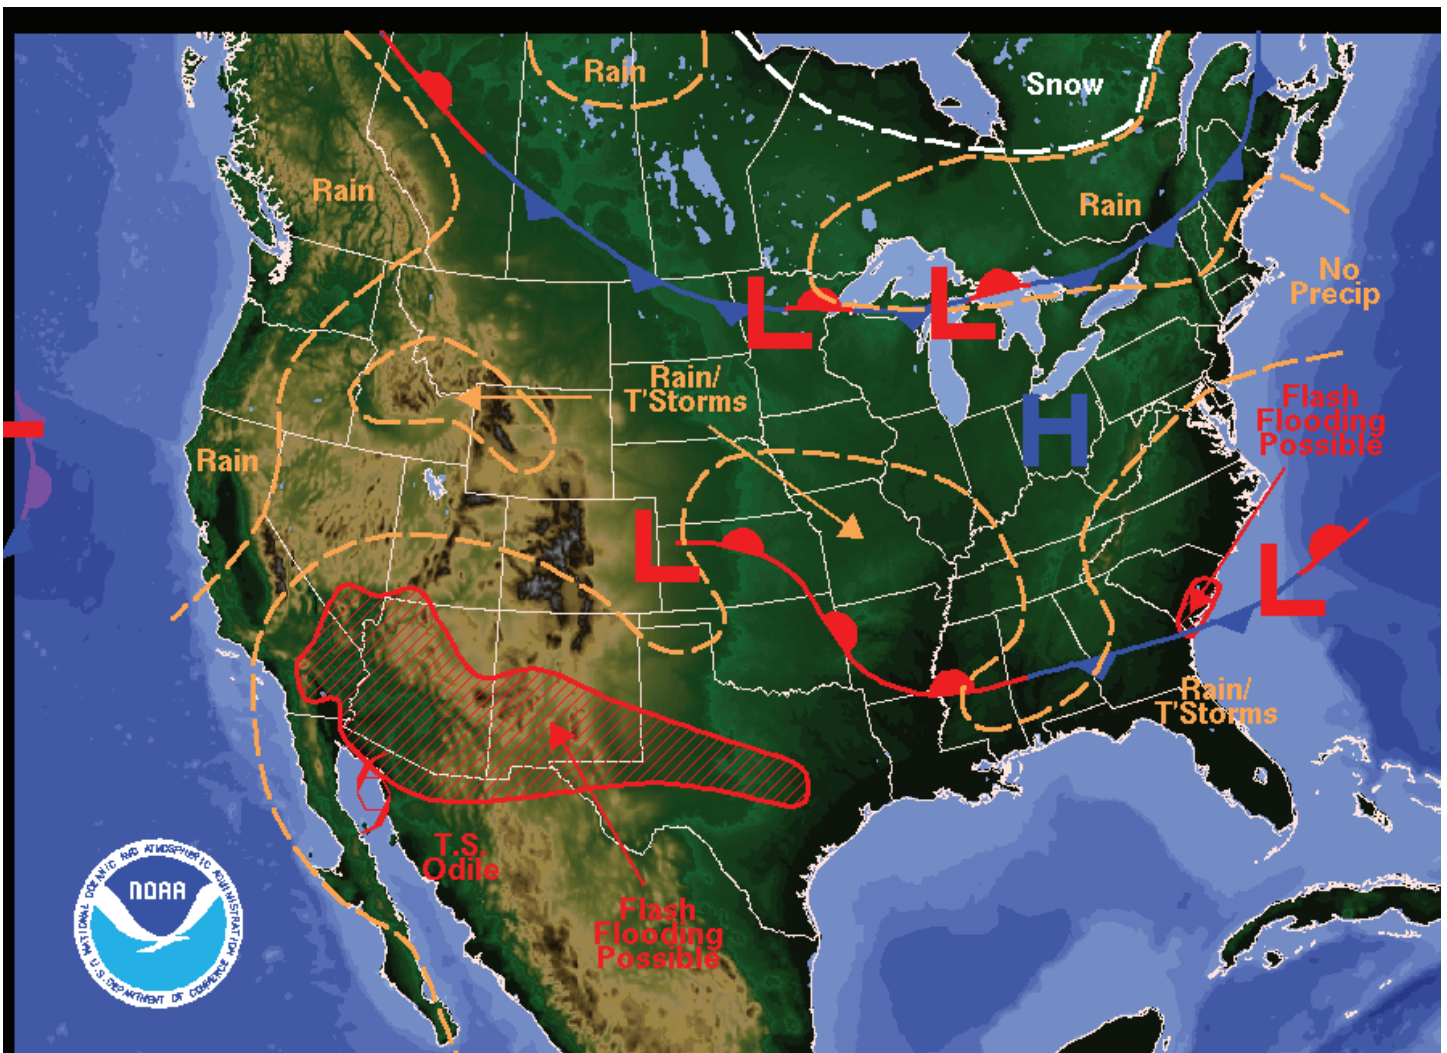 Rain
Snow
Rain
Rain
No
Precip
Rain/
T'Storms
Flash
Flooding
Possible
H
L
L
Rain
L
L
Rain/
T'Storms
T.S.
Odile
Flash
Flooding
Possible
NOAA
NATIONAL OCEANIC AND ATMOSPHERIC ADMINISTRATION
U.S. DEPARTMENT OF COMMERCE